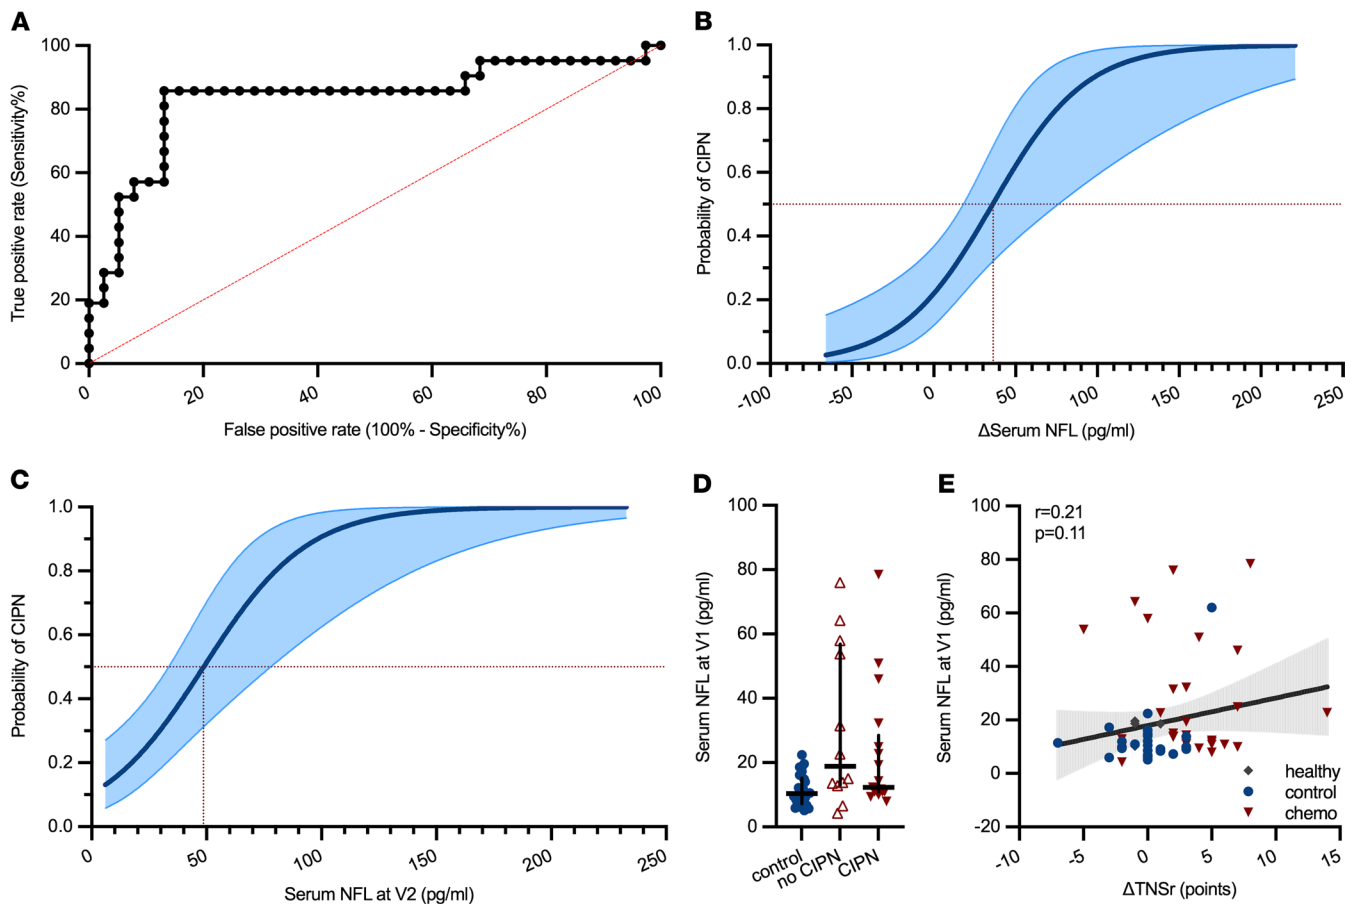 A
True positive rate (Sensitivity%)
100
80
60
40
20
0
0
20
40
60
80
100
False positive rate (100% - Specificity%)
B
Probability of CIPN
1.0
0.8
0.6
0.4
0.2
0.0
-100
-50
0
50
100
150
200
250
ΔSerum NFL (pg/ml)
C
Probability of CIPN
1.0
0.8
0.6
0.4
0.2
0.0
0
50
100
150
200
250
Serum NFL at V2 (pg/ml)
D
Serum NFL at V1 (pg/ml)
100
80
60
40
20
0
control
no CIPN
CIPN
E
Serum NFL at V1 (pg/ml)
100
80
60
40
20
0
-20
r=0.21
p=0.11
healthy
control
chemo
-10
-5
0
5
10
15
ΔTNSr (points)